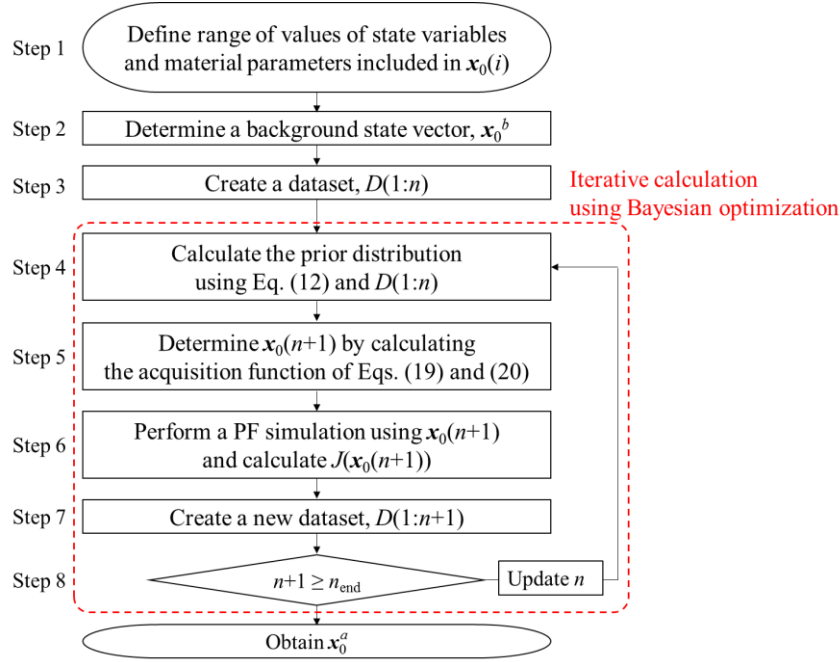 Step 1
Define range of values of state variables
and material parameters included in x₀(i)
Step 2
Determine a background state vector, x₀ᵇ
Step 3
Create a dataset, D(1:n)
Iterative calculation
using Bayesian optimization
Step 4
Calculate the prior distribution
using Eq. (12) and D(1:n)
Step 5
Determine x₀(n+1) by calculating
the acquisition function of Eqs. (19) and (20)
Step 6
Perform a PF simulation using x₀(n+1)
and calculate J(x₀(n+1))
Step 7
Create a new dataset, D(1:n+1)
Step 8
n+1 ≥ nₑₙd
Update n
Obtain x₀ᵃ